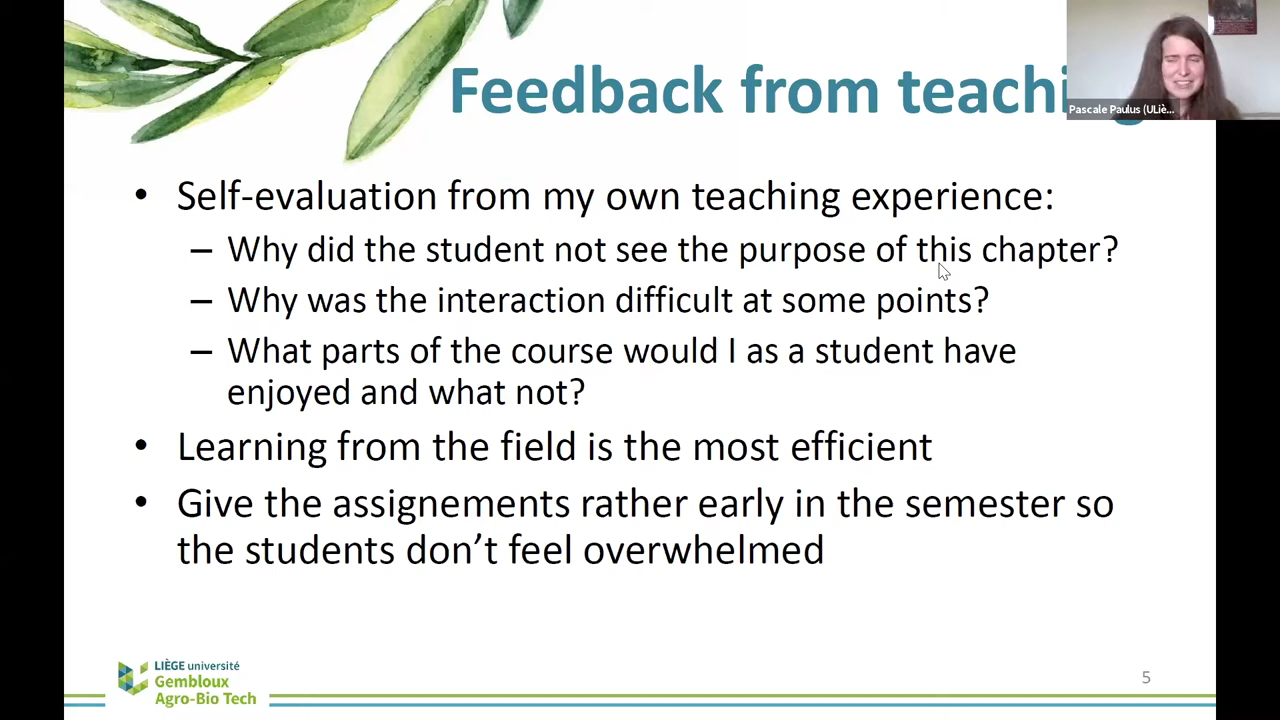 Feedback from teaching
Pascale Paulus (ULiè...
• Self-evaluation from my own teaching experience:
– Why did the student not see the purpose of this chapter?
– Why was the interaction difficult at some points?
– What parts of the course would I as a student have
enjoyed and what not?
• Learning from the field is the most efficient
• Give the assignements rather early in the semester so
the students don't feel overwhelmed
LIÈGE université
Gembloux
Agro-Bio Tech
5